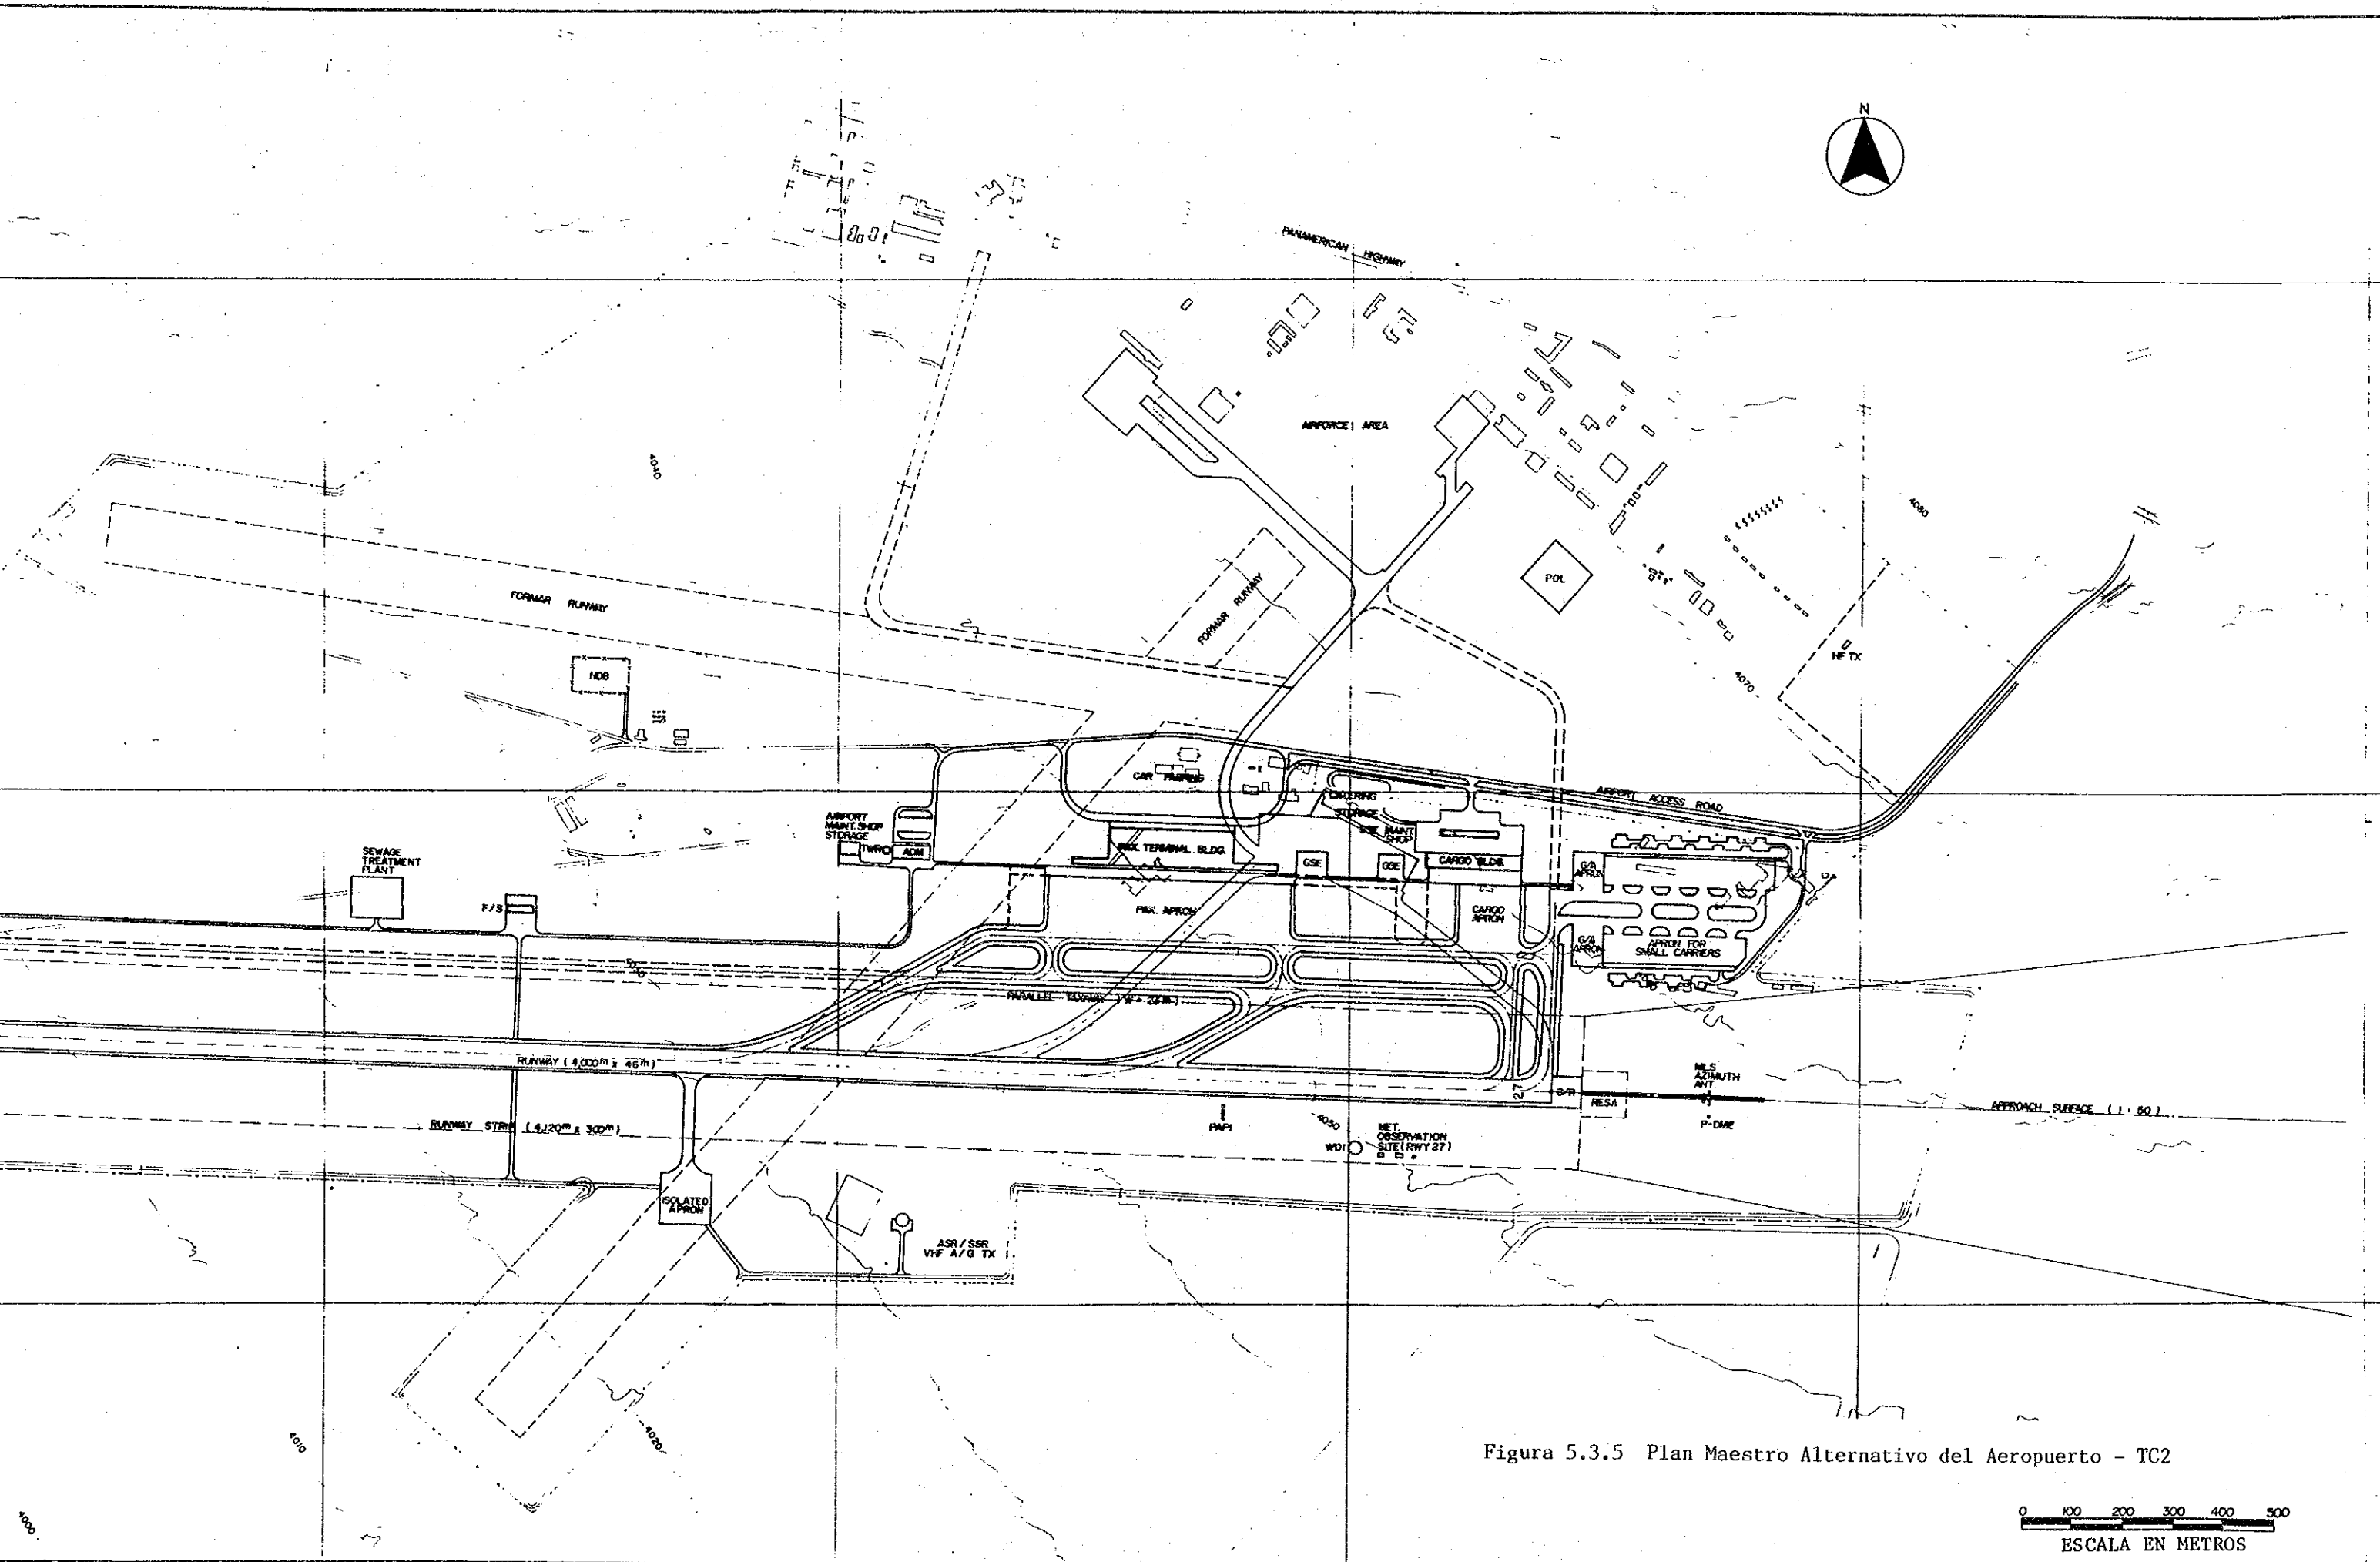 N
PANAMERICAN HIGHWAY
AIRFORCE AREA
4040
4080
POL
FORMAR RUNWAY
FORMAR RUNWAY
HF TX
NDB
4070
CAR PARKING
CATERING
STORAGE
GSE MAINT.
SHOP
AIRPORT ACCESS ROAD
AIRPORT
MAINT. SHOP
STORAGE
TWR
ADM
PAX. TERMINAL BLDG.
GSE
GSE
CARGO BLDG.
G/A
APRON
SEWAGE
TREATMENT
PLANT
F/S
PAX. APRON
CARGO
APRON
G/A
APRON
APRON FOR
SMALL CARRIERS
PARALLEL TAXIWAY
RUNWAY (4,000m x 45m)
27
RESA
MLS
AZIMUTH
ANT
APPROACH SURFACE (1:50)
P-DME
RUNWAY STRIP (4,120m x 300m)
PAPI
4050
WDI
MET.
OBSERVATION
SITE (RWY 27)
ISOLATED
APRON
ASR/SSR
VHF A/G TX
4010
4020
4000
Figura 5.3.5 Plan Maestro Alternativo del Aeropuerto - TC2
0 100 200 300 400 500
ESCALA EN METROS